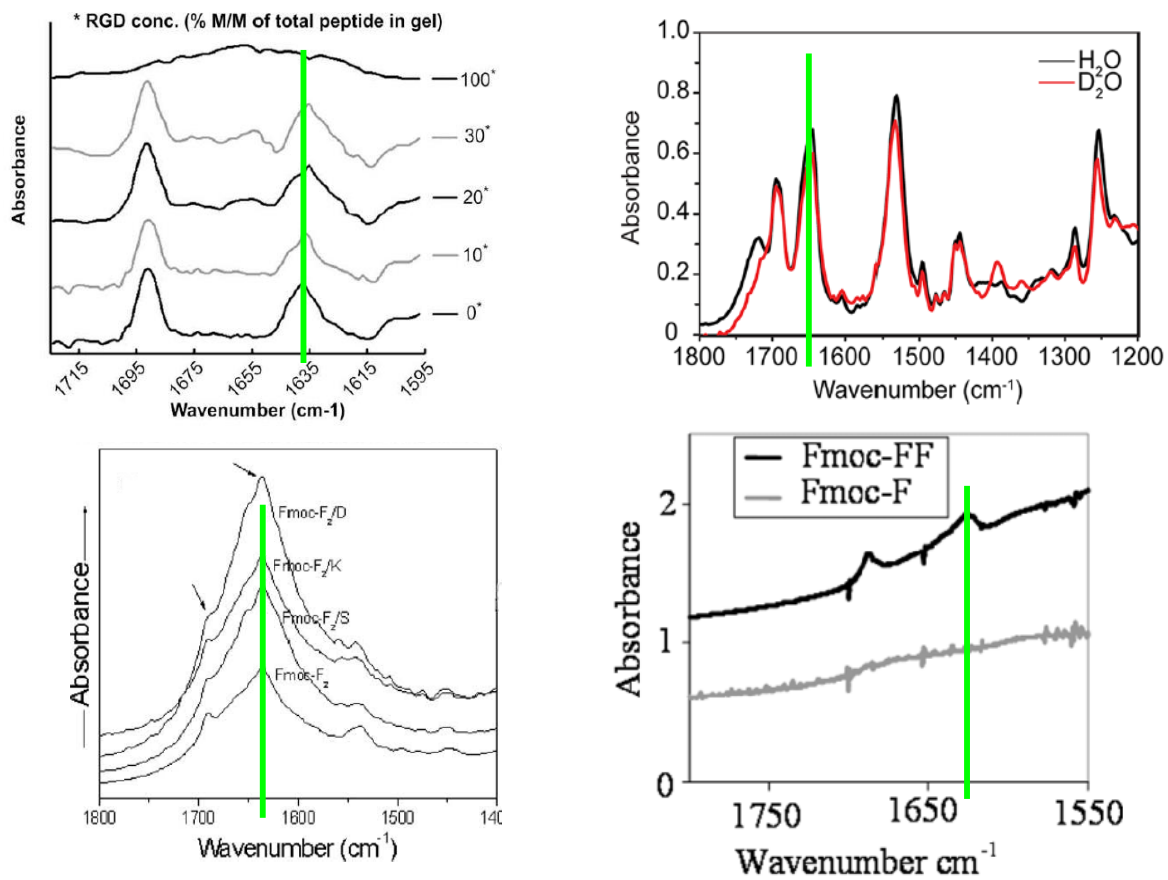 * RGD conc. (% M/M of total peptide in gel)
Absorbance
100*
30*
20*
10*
0*
1715 1695 1675 1655 1635 1615 1595
Wavenumber (cm-1)
H₂O
D₂O
Absorbance
1.0
0.8
0.6
0.4
0.2
0
1800 1700 1600 1500 1400 1300 1200
Wavenumber (cm⁻¹)
Absorbance
Fmoc-F₂/D
Fmoc-F₂/K
Fmoc-F₂/S
Fmoc-F₂
1800 1700 1600 1500 140
Wavenumber (cm⁻¹)
Fmoc-FF
Fmoc-F
Absorbance
2
1
0
1750 1650 1550
Wavenumber cm⁻¹